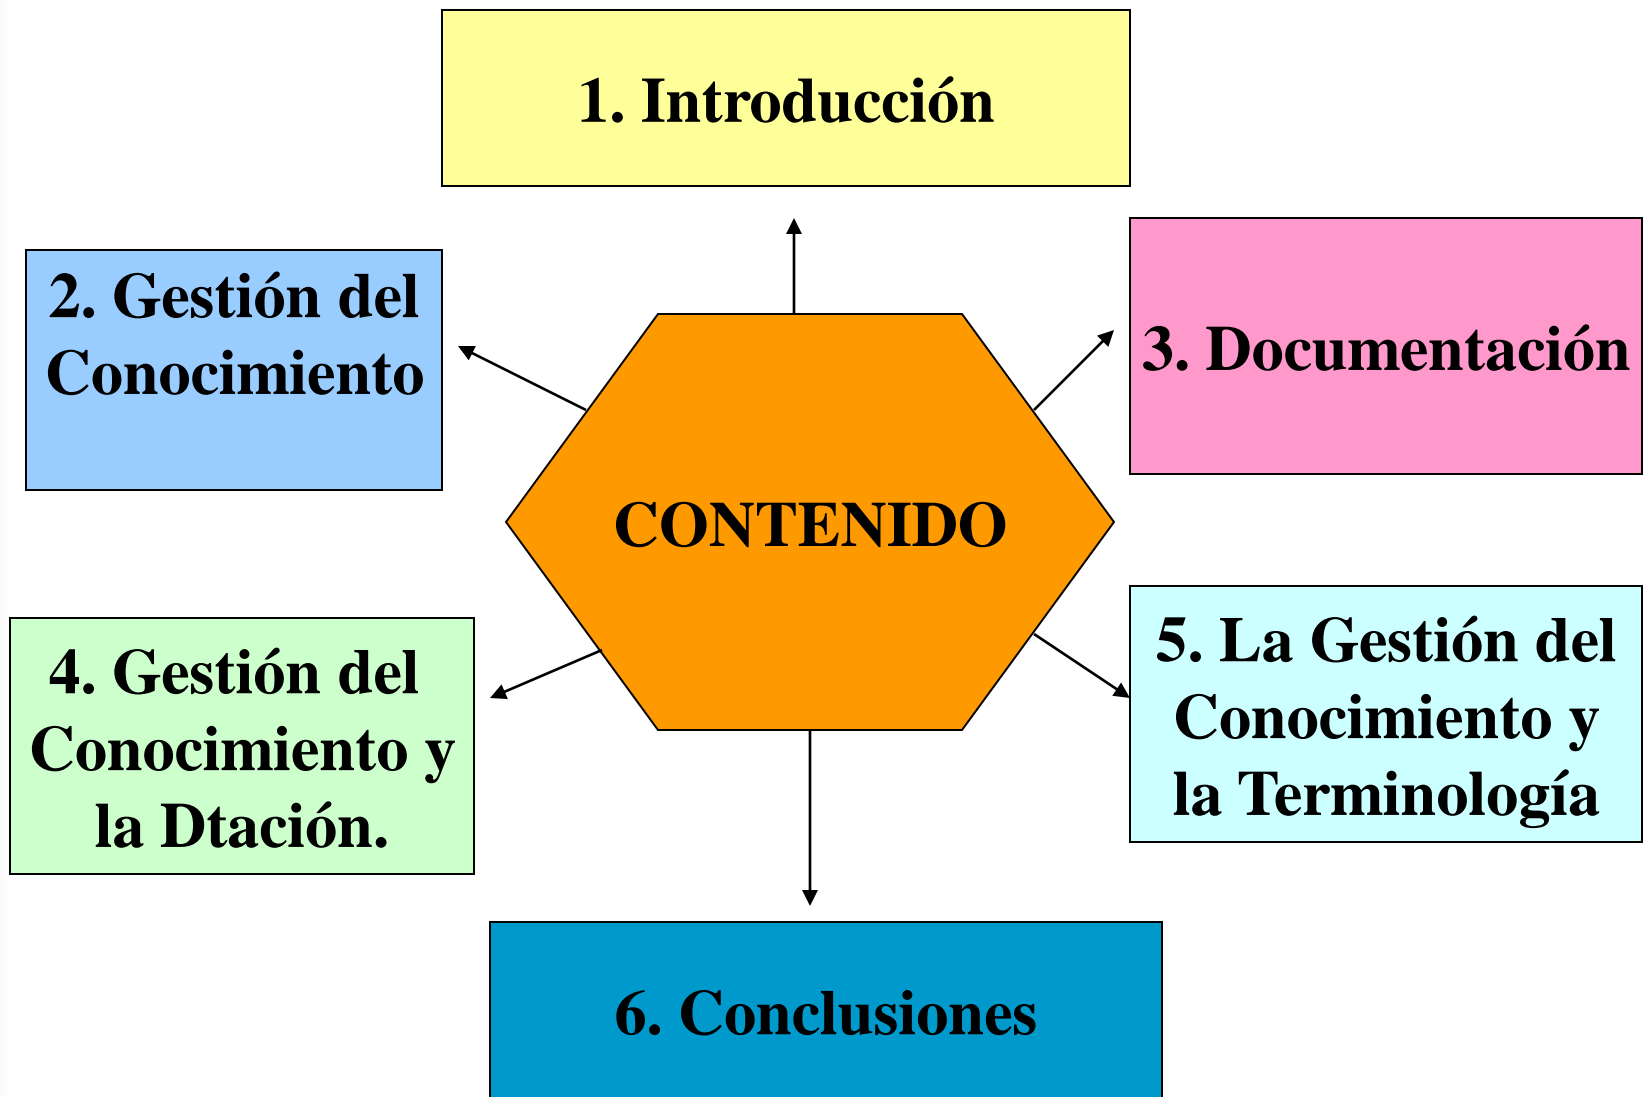 1. Introducción
2. Gestión del
Conocimiento
3. Documentación
CONTENIDO
4. Gestión del
Conocimiento y
la Dtación.
5. La Gestión del
Conocimiento y
la Terminología
6. Conclusiones